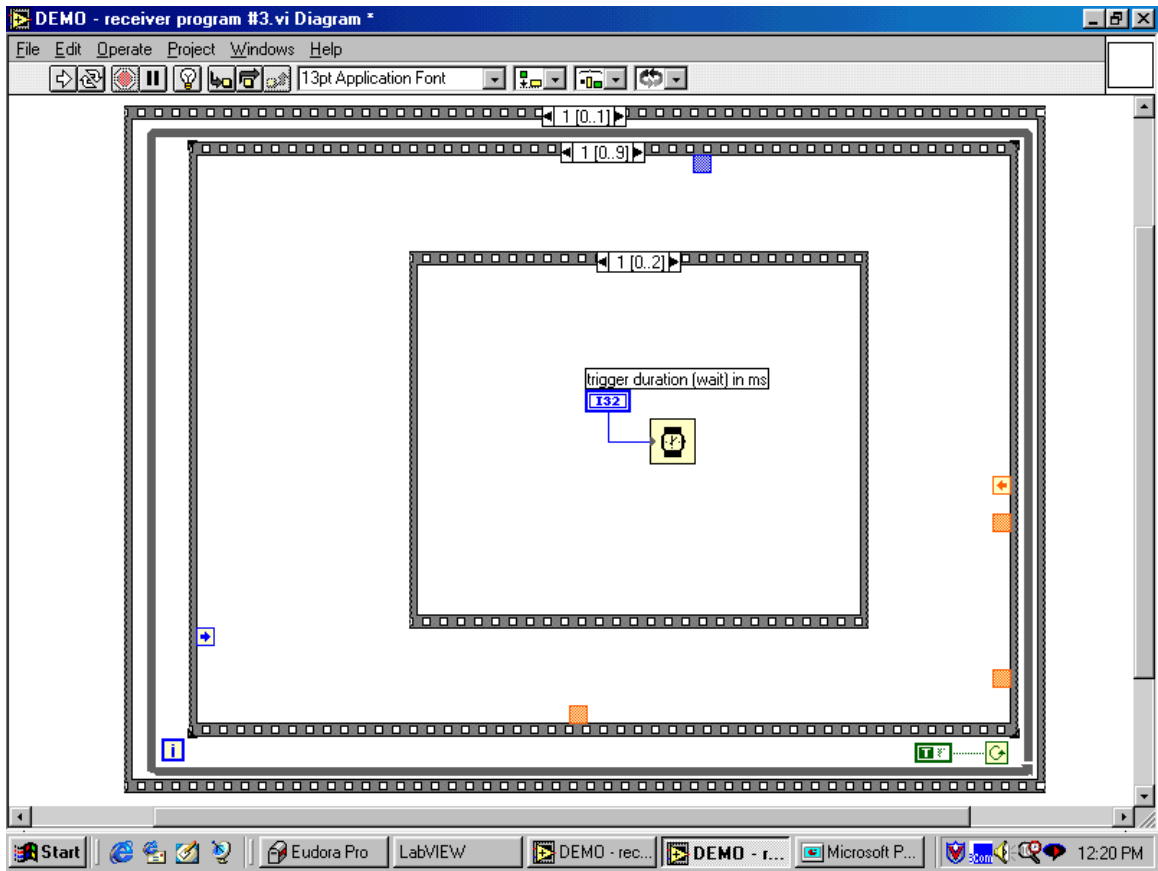 DEMO - receiver program #3.vi Diagram *
File Edit Operate Project Windows Help
13pt Application Font
1 [0..1]
1 [0..9]
1 [0..2]
trigger duration (wait) in ms
I32
i
T
Start
Eudora Pro
LabVIEW
DEMO - rec...
DEMO - r...
Microsoft P...
12:20 PM